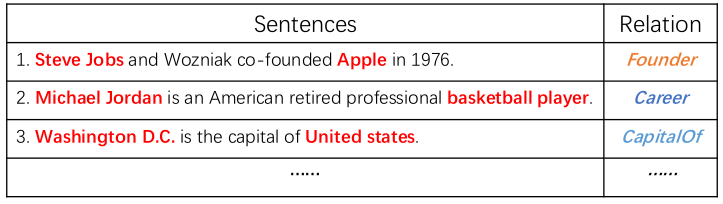 Sentences Relation
1. Steve Jobs and Wozniak co-founded Apple in 1976. Founder
2. Michael Jordan is an American retired professional basketball player. Career
3. Washington D.C. is the capital of United states. CapitalOf
...... ......